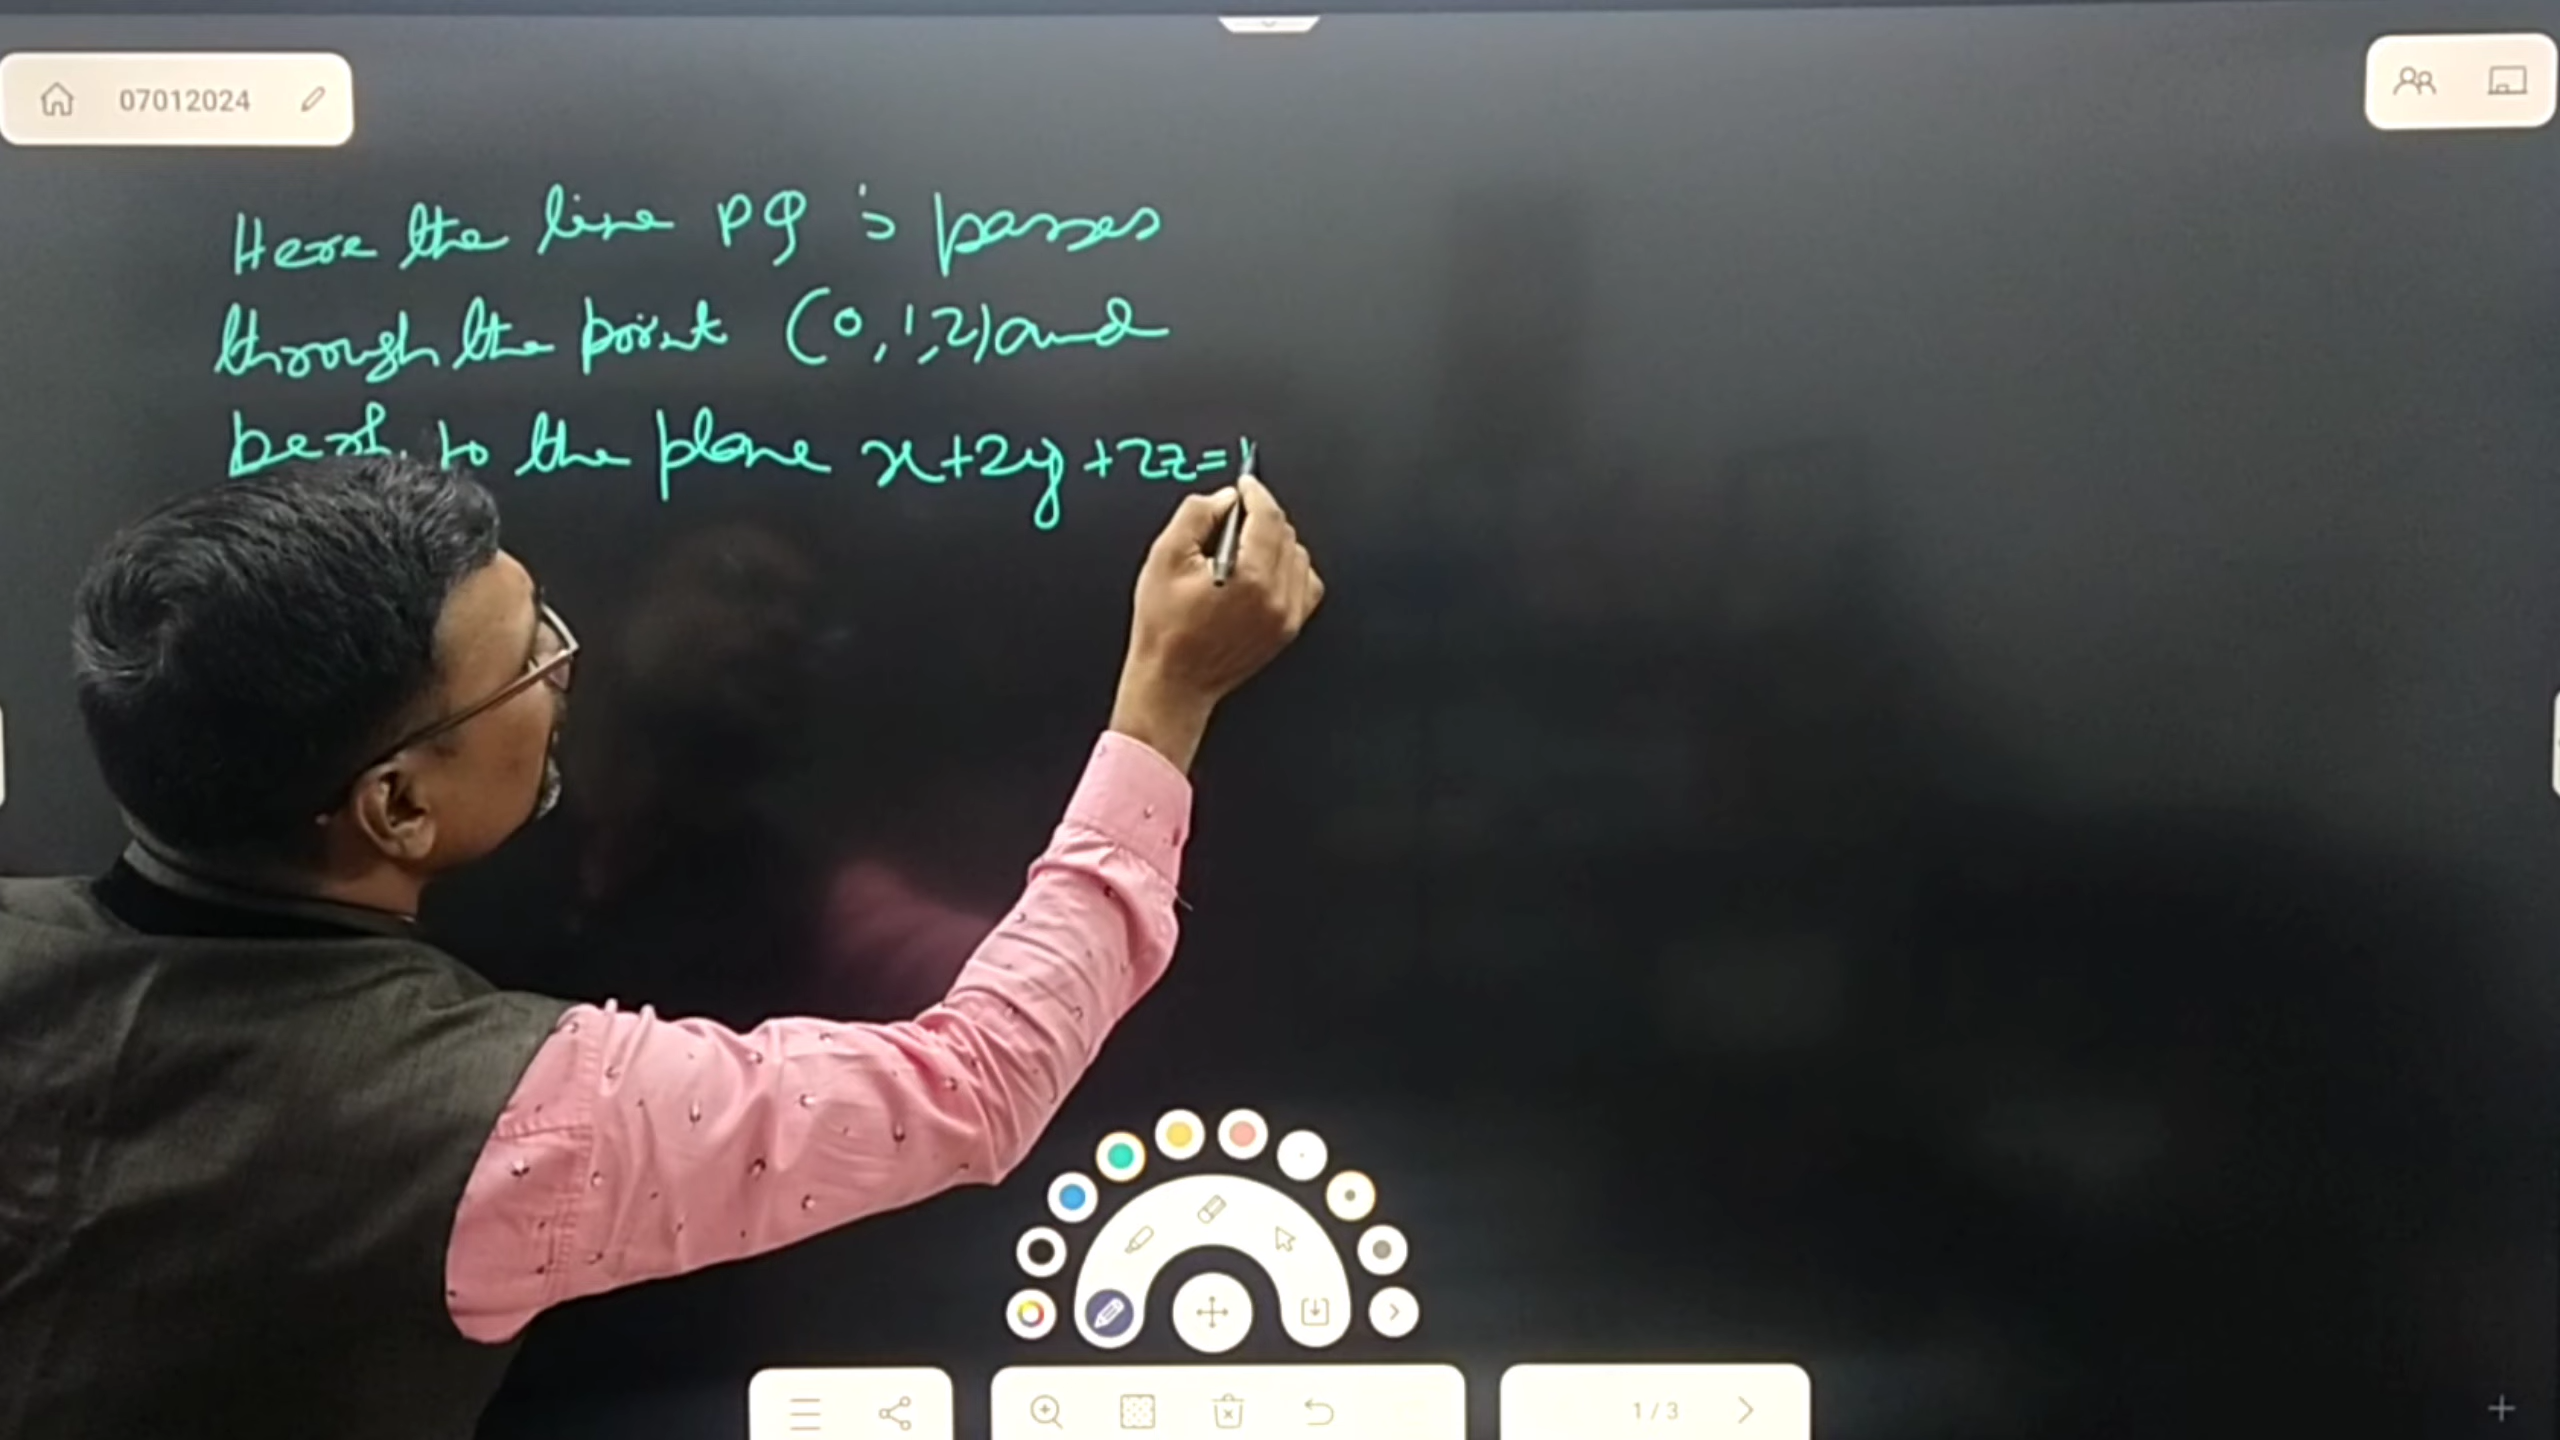 07012024
Here the line PQ is passes
through the point (0,1,2) and
to the plane x+2y+2z=
1/3